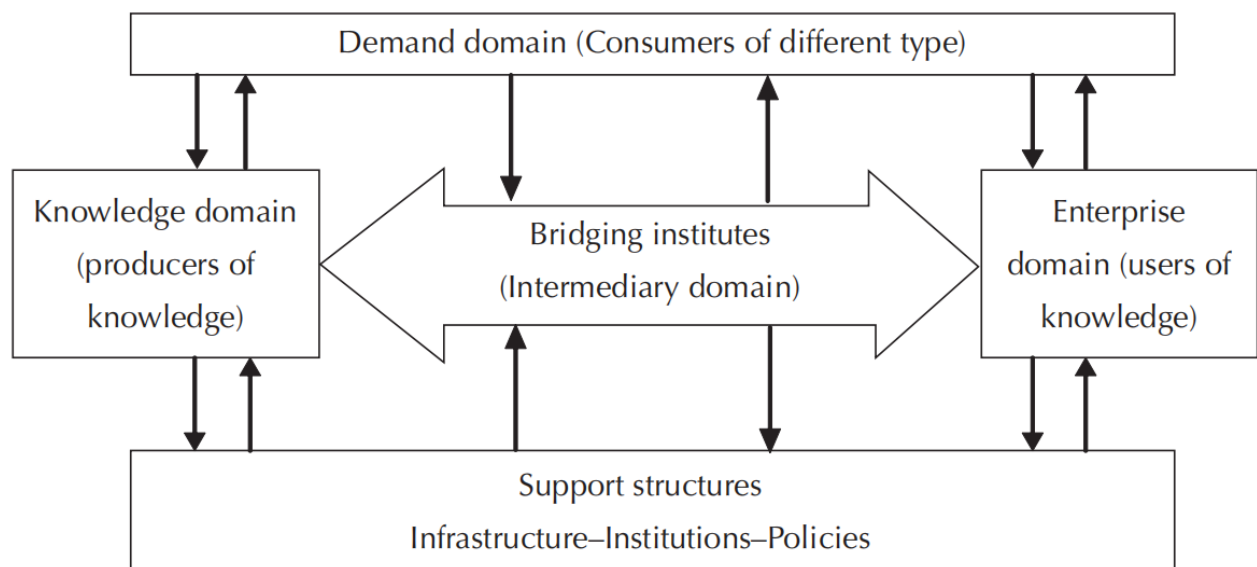 Demand domain (Consumers of different type)
Knowledge domain
(producers of
knowledge)
Bridging institutes
(Intermediary domain)
Enterprise
domain (users of
knowledge)
Support structures
Infrastructure–Institutions–Policies